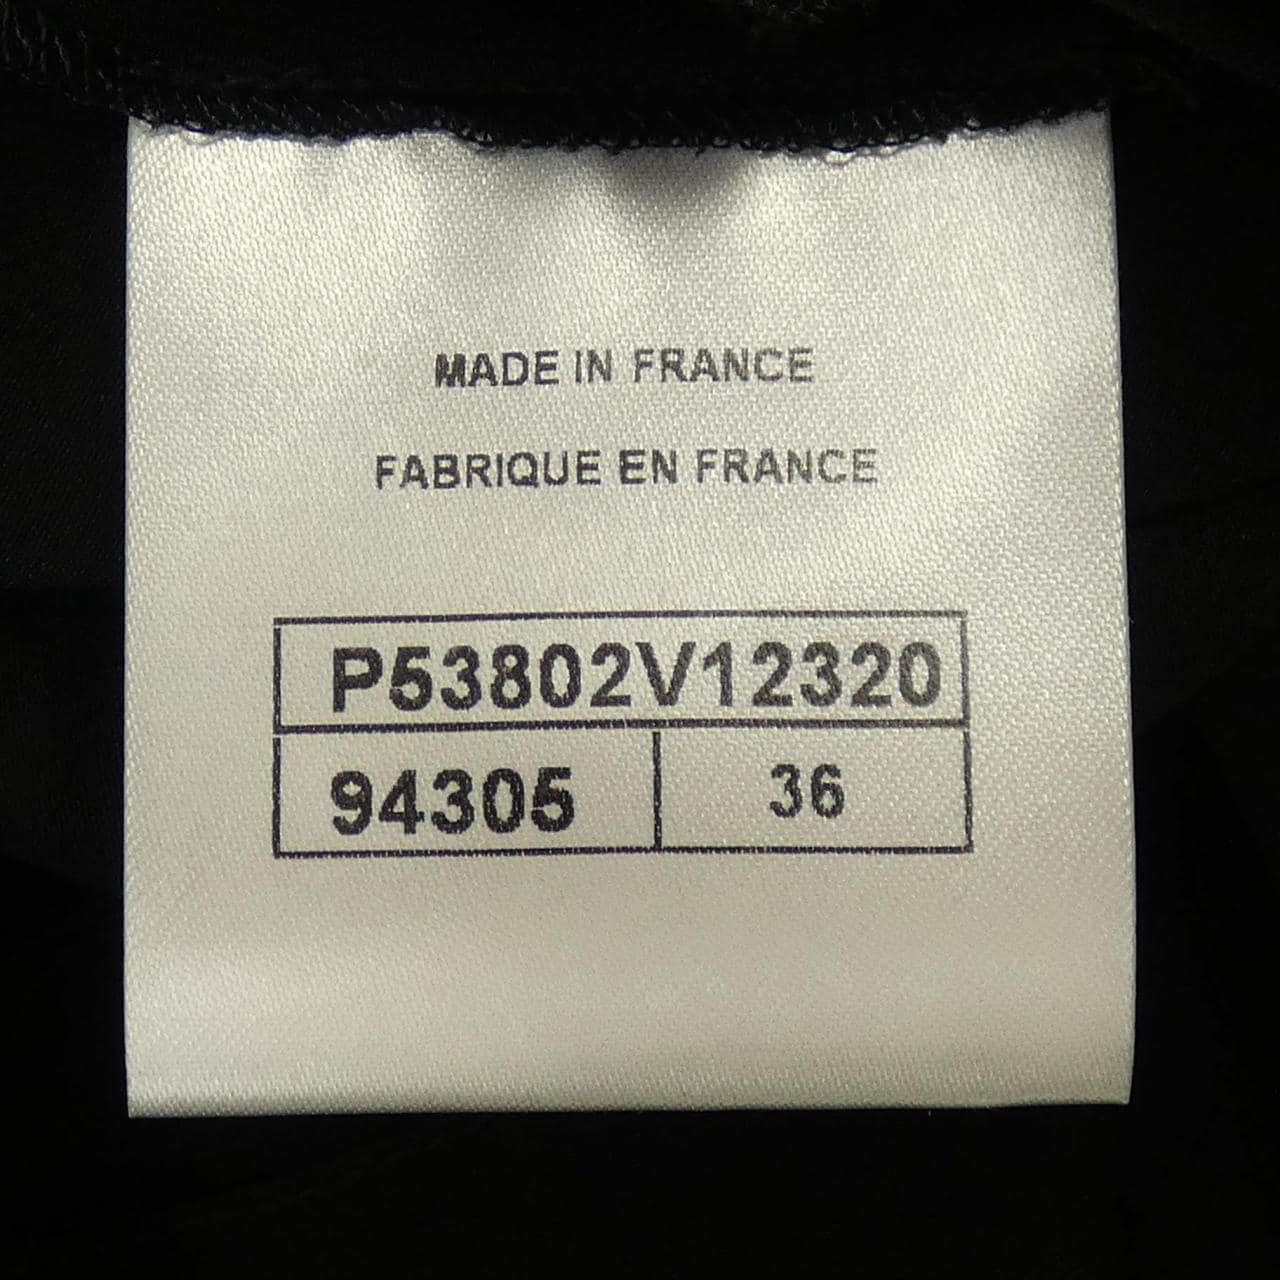 MADE IN FRANCE
FABRIQUE EN FRANCE
P53802V12320
94305 36